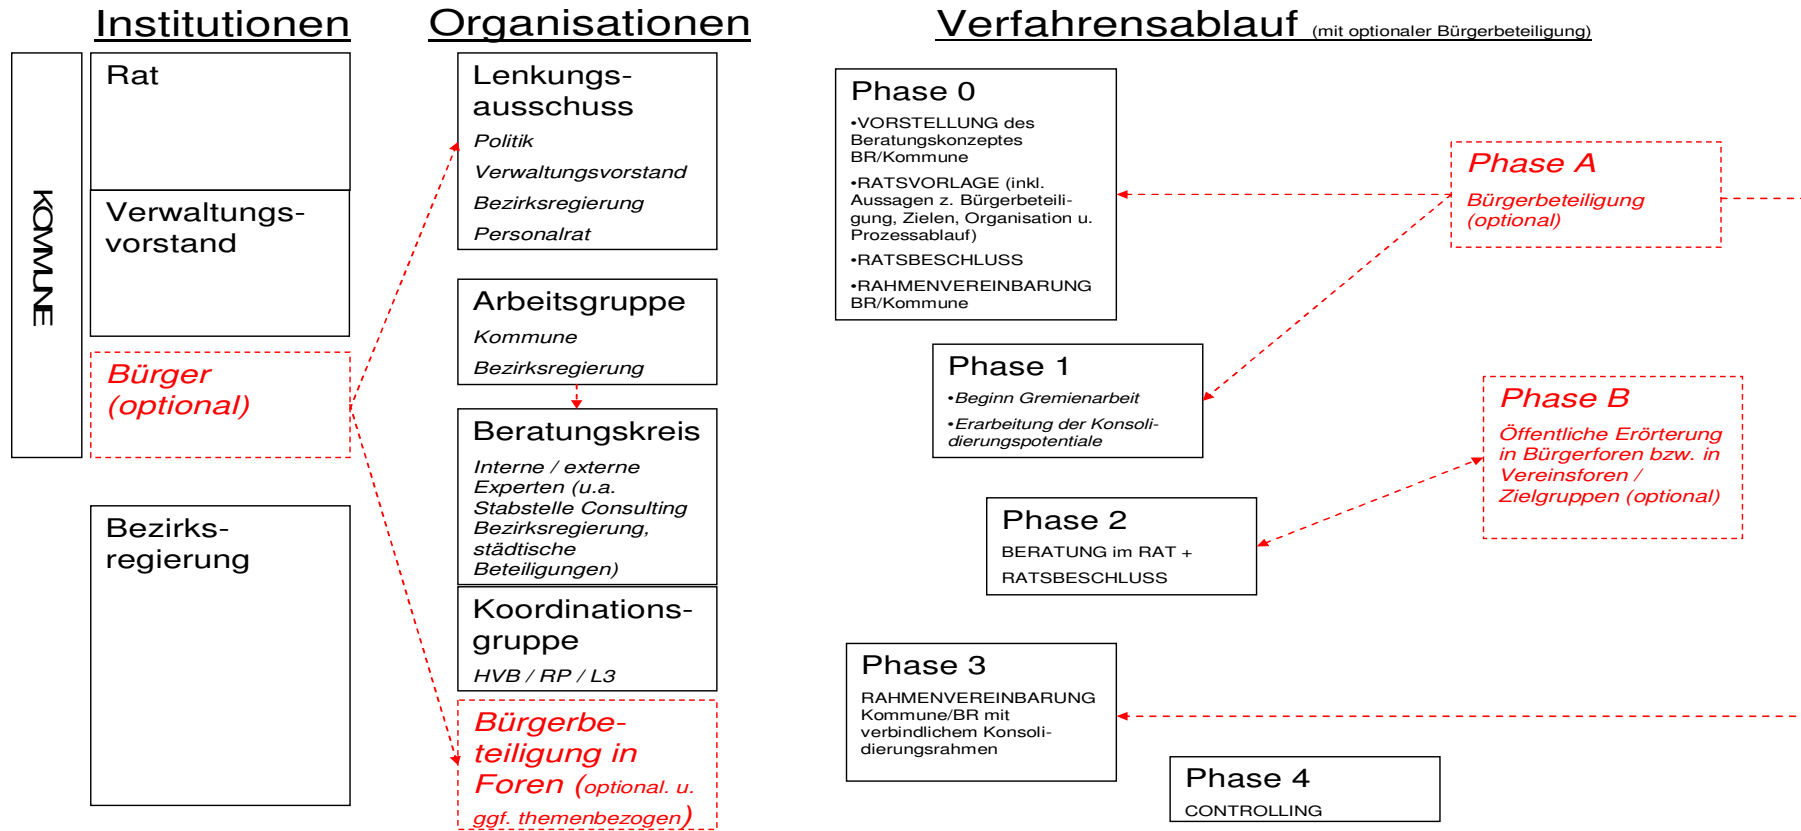 Institutionen
KOMMUNE
Rat
Verwaltungs-
vorstand
Bürger
(optional)
Bezirks-
regierung
Organisationen
Lenkungs-
ausschuss
Politik
Verwaltungsvorstand
Bezirksregierung
Personalrat
Arbeitsgruppe
Kommune
Bezirksregierung
Beratungskreis
Interne / externe
Experten (u.a.
Stabstelle Consulting
Bezirksregierung,
städtische
Beteiligungen)
Koordinations-
gruppe
HVB / RP / L3
Bürgerbe-
teiligung in
Foren (optional. u.
ggf. themenbezogen)
Verfahrensablauf (mit optionaler Bürgerbeteiligung)
Phase 0
•VORSTELLUNG des
Beratungskonzeptes
BR/Kommune
•RATSVORLAGE (inkl.
Aussagen z. Bürgerbeteili-
gung, Zielen, Organisation u.
Prozessablauf)
•RATSBESCHLUSS
•RAHMENVEREINBARUNG
BR/Kommune
Phase A
Bürgerbeteiligung
(optional)
Phase 1
•Beginn Gremienarbeit
•Erarbeitung der Konsoli-
dierungspotentiale
Phase B
Öffentliche Erörterung
in Bürgerforen bzw. in
Vereinsforen /
Zielgruppen (optional)
Phase 2
BERATUNG im RAT +
RATSBESCHLUSS
Phase 3
RAHMENVEREINBARUNG
Kommune/BR mit
verbindlichem Konsoli-
dierungsrahmen
Phase 4
CONTROLLING